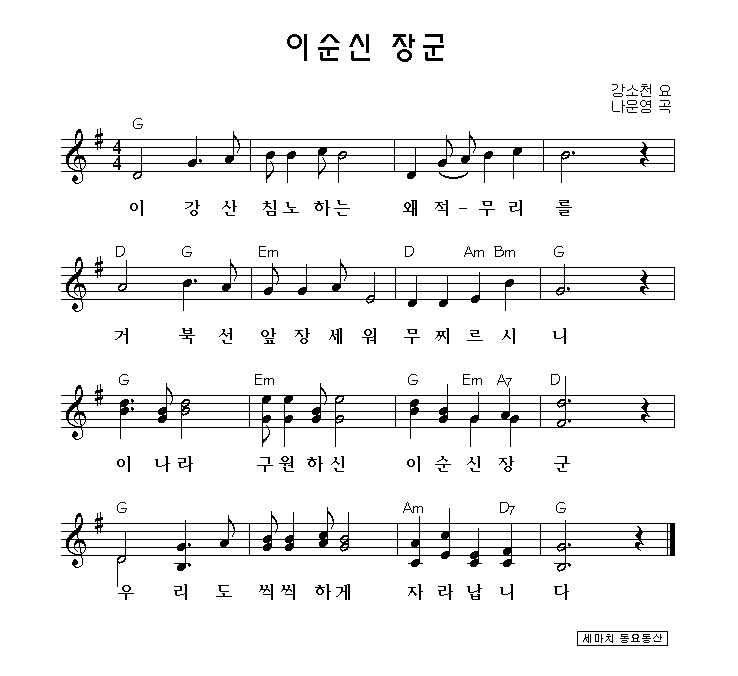 이순신 장군
강소천 요
나운영 곡
G
4
4
이 강 산 침 노 하 는 왜 적 - 무 리 를
D G Em D Am Bm G
거 북 선 앞 장 세 워 무 찌 르 시 니
G Em G Em A7 D
이 나 라 구 원 하 신 이 순 신 장 군
G Am D7 G
우 리 도 씩 씩 하 게 자 라 납 니 다
세마치 동요동산